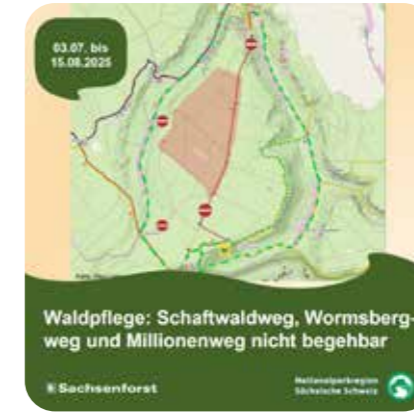 03.07. bis
15.08.2025
Waldpflege: Schaftwaldweg, Wormsberg-
weg und Millionenweg nicht begehbar
Sachsenforst
Nationalparkregion
Sächsische Schweiz